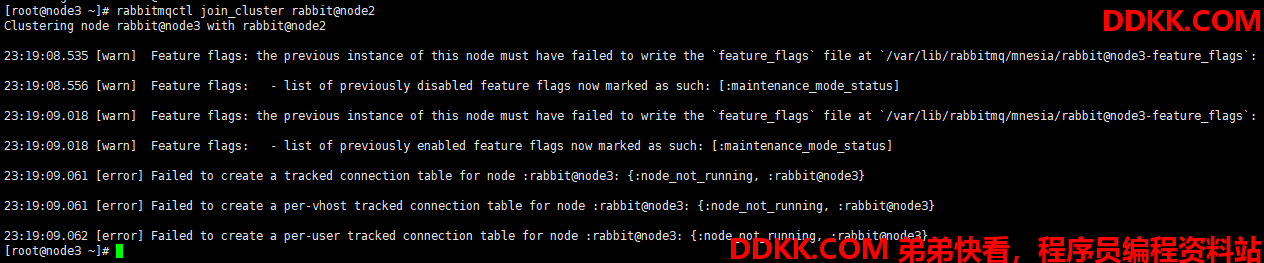 [root@node3 ~]# rabbitmqctl join_cluster rabbit@node2
DDKK.COM
Clustering node rabbit@node3 with rabbit@node2
23:19:08.535 [warn]  Feature flags: the previous instance of this node must have failed to write the `feature_flags` file at `/var/lib/rabbitmq/mnesia/rabbit@node3-feature_flags`:
23:19:08.556 [warn]  Feature flags:   - list of previously disabled feature flags now marked as such: [:maintenance_mode_status]
23:19:09.018 [warn]  Feature flags: the previous instance of this node must have failed to write the `feature_flags` file at `/var/lib/rabbitmq/mnesia/rabbit@node3-feature_flags`:
23:19:09.018 [warn]  Feature flags:   - list of previously enabled feature flags now marked as such: [:maintenance_mode_status]
23:19:09.061 [error] Failed to create a tracked connection table for node :rabbit@node3: {:node_not_running, :rabbit@node3}
23:19:09.061 [error] Failed to create a per-vhost tracked connection table for node :rabbit@node3: {:node_not_running, :rabbit@node3}
23:19:09.062 [error] Failed to create a per-user tracked connection table for node :rabbit@node3: {:node_not_running, :rabbit@node3}
[root@node3 ~]#
DDKK.COM 弟弟快看，程序员编程资料站